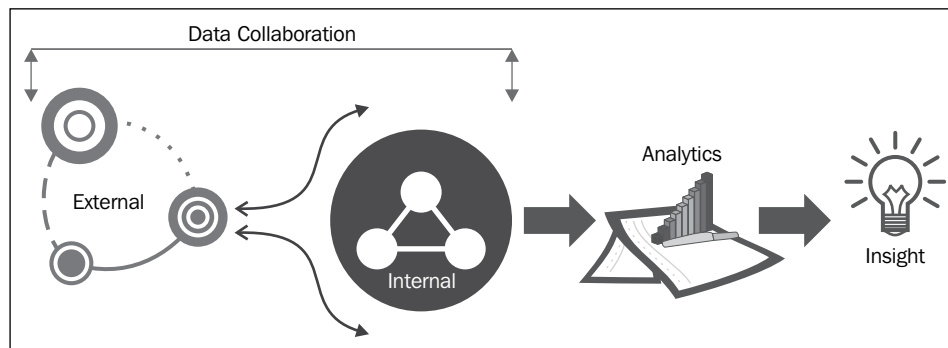 Data Collaboration
External
Internal
Analytics
Insight